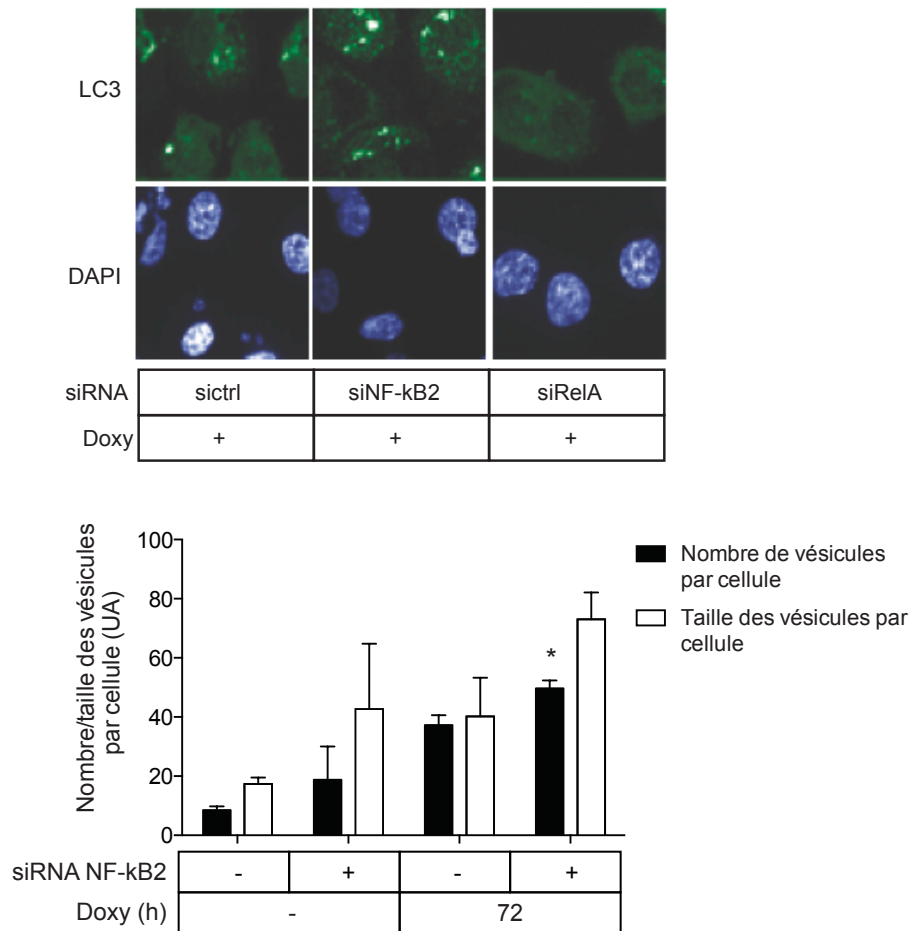 LC3
DAPI
siRNA sictrl siNF-kB2 siRelA
Doxy + + +
Nombre/taille des vésicules
par cellule (UA)
100
80
60
40
20
0
*
Nombre de vésicules
par cellule
Taille des vésicules par
cellule
siRNA NF-kB2 - + - +
Doxy (h) - 72